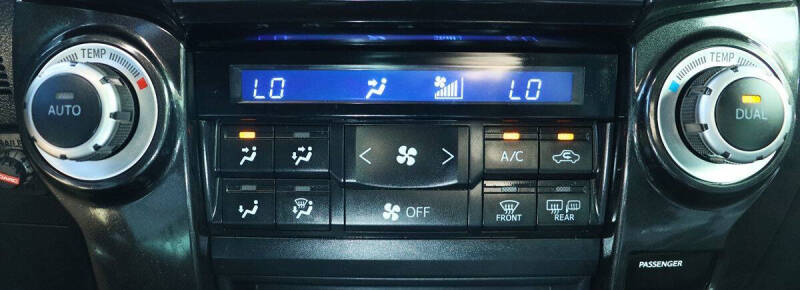 TEMP
TEMP
LO
LO
AUTO
DUAL
A/C
OFF
FRONT
REAR
PASSENGER